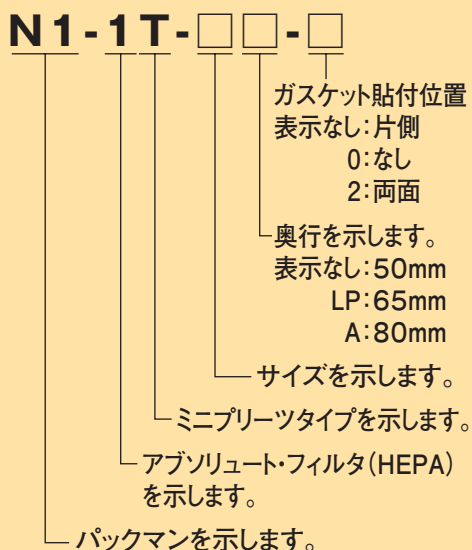 N1-1T-□□-□
ガスケット貼付位置
表示なし:片側
0:なし
2:両面
奥行を示します。
表示なし:50mm
LP:65mm
A:80mm
サイズを示します。
ミニプリーツタイプを示します。
アブソリュート・フィルタ(HEPA)
を示します。
パックマンを示します。